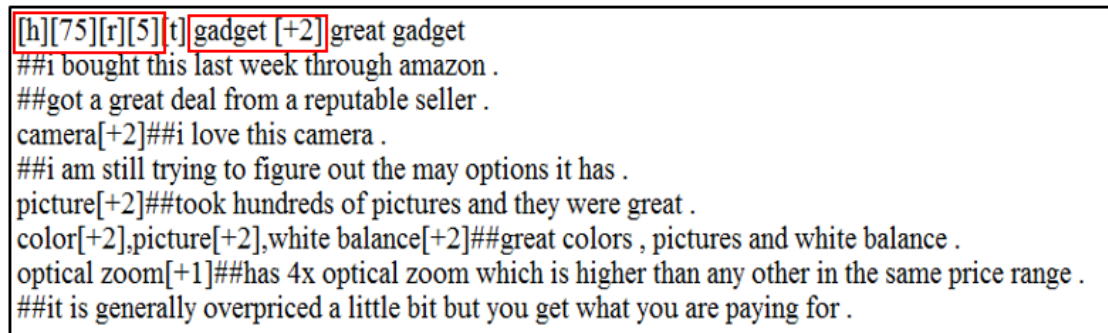 [h][75][r][5][t] gadget [+2] great gadget
##i bought this last week through amazon .
##got a great deal from a reputable seller .
camera[+2]##i love this camera .
##i am still trying to figure out the may options it has .
picture[+2]##took hundreds of pictures and they were great .
color[+2],picture[+2],white balance[+2]##great colors , pictures and white balance .
optical zoom[+1]##has 4x optical zoom which is higher than any other in the same price range .
##it is generally overpriced a little bit but you get what you are paying for .